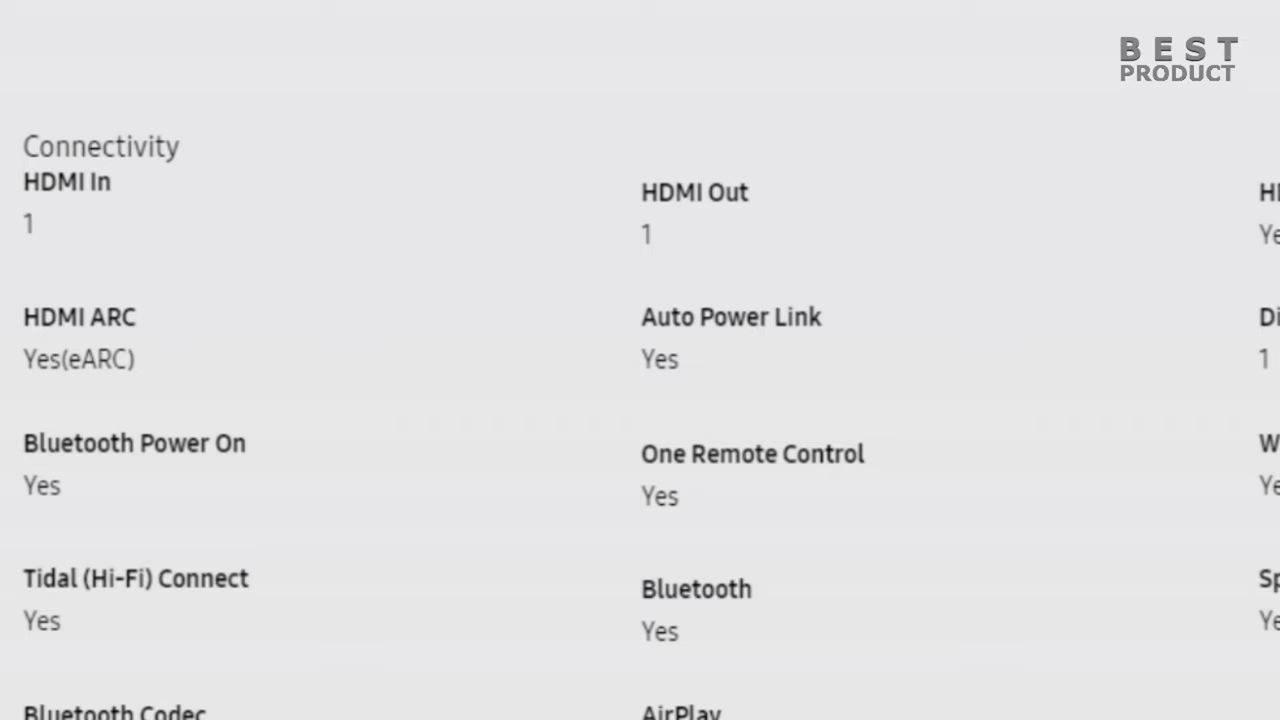 BEST
PRODUCT
Connectivity
HDMI In
1
HDMI Out
1
HDMI ARC
Yes(eARC)
Auto Power Link
Yes
1
Bluetooth Power On
Yes
One Remote Control
Yes
Tidal (Hi-Fi) Connect
Yes
Bluetooth
Yes
Bluetooth Codec
AirPlay